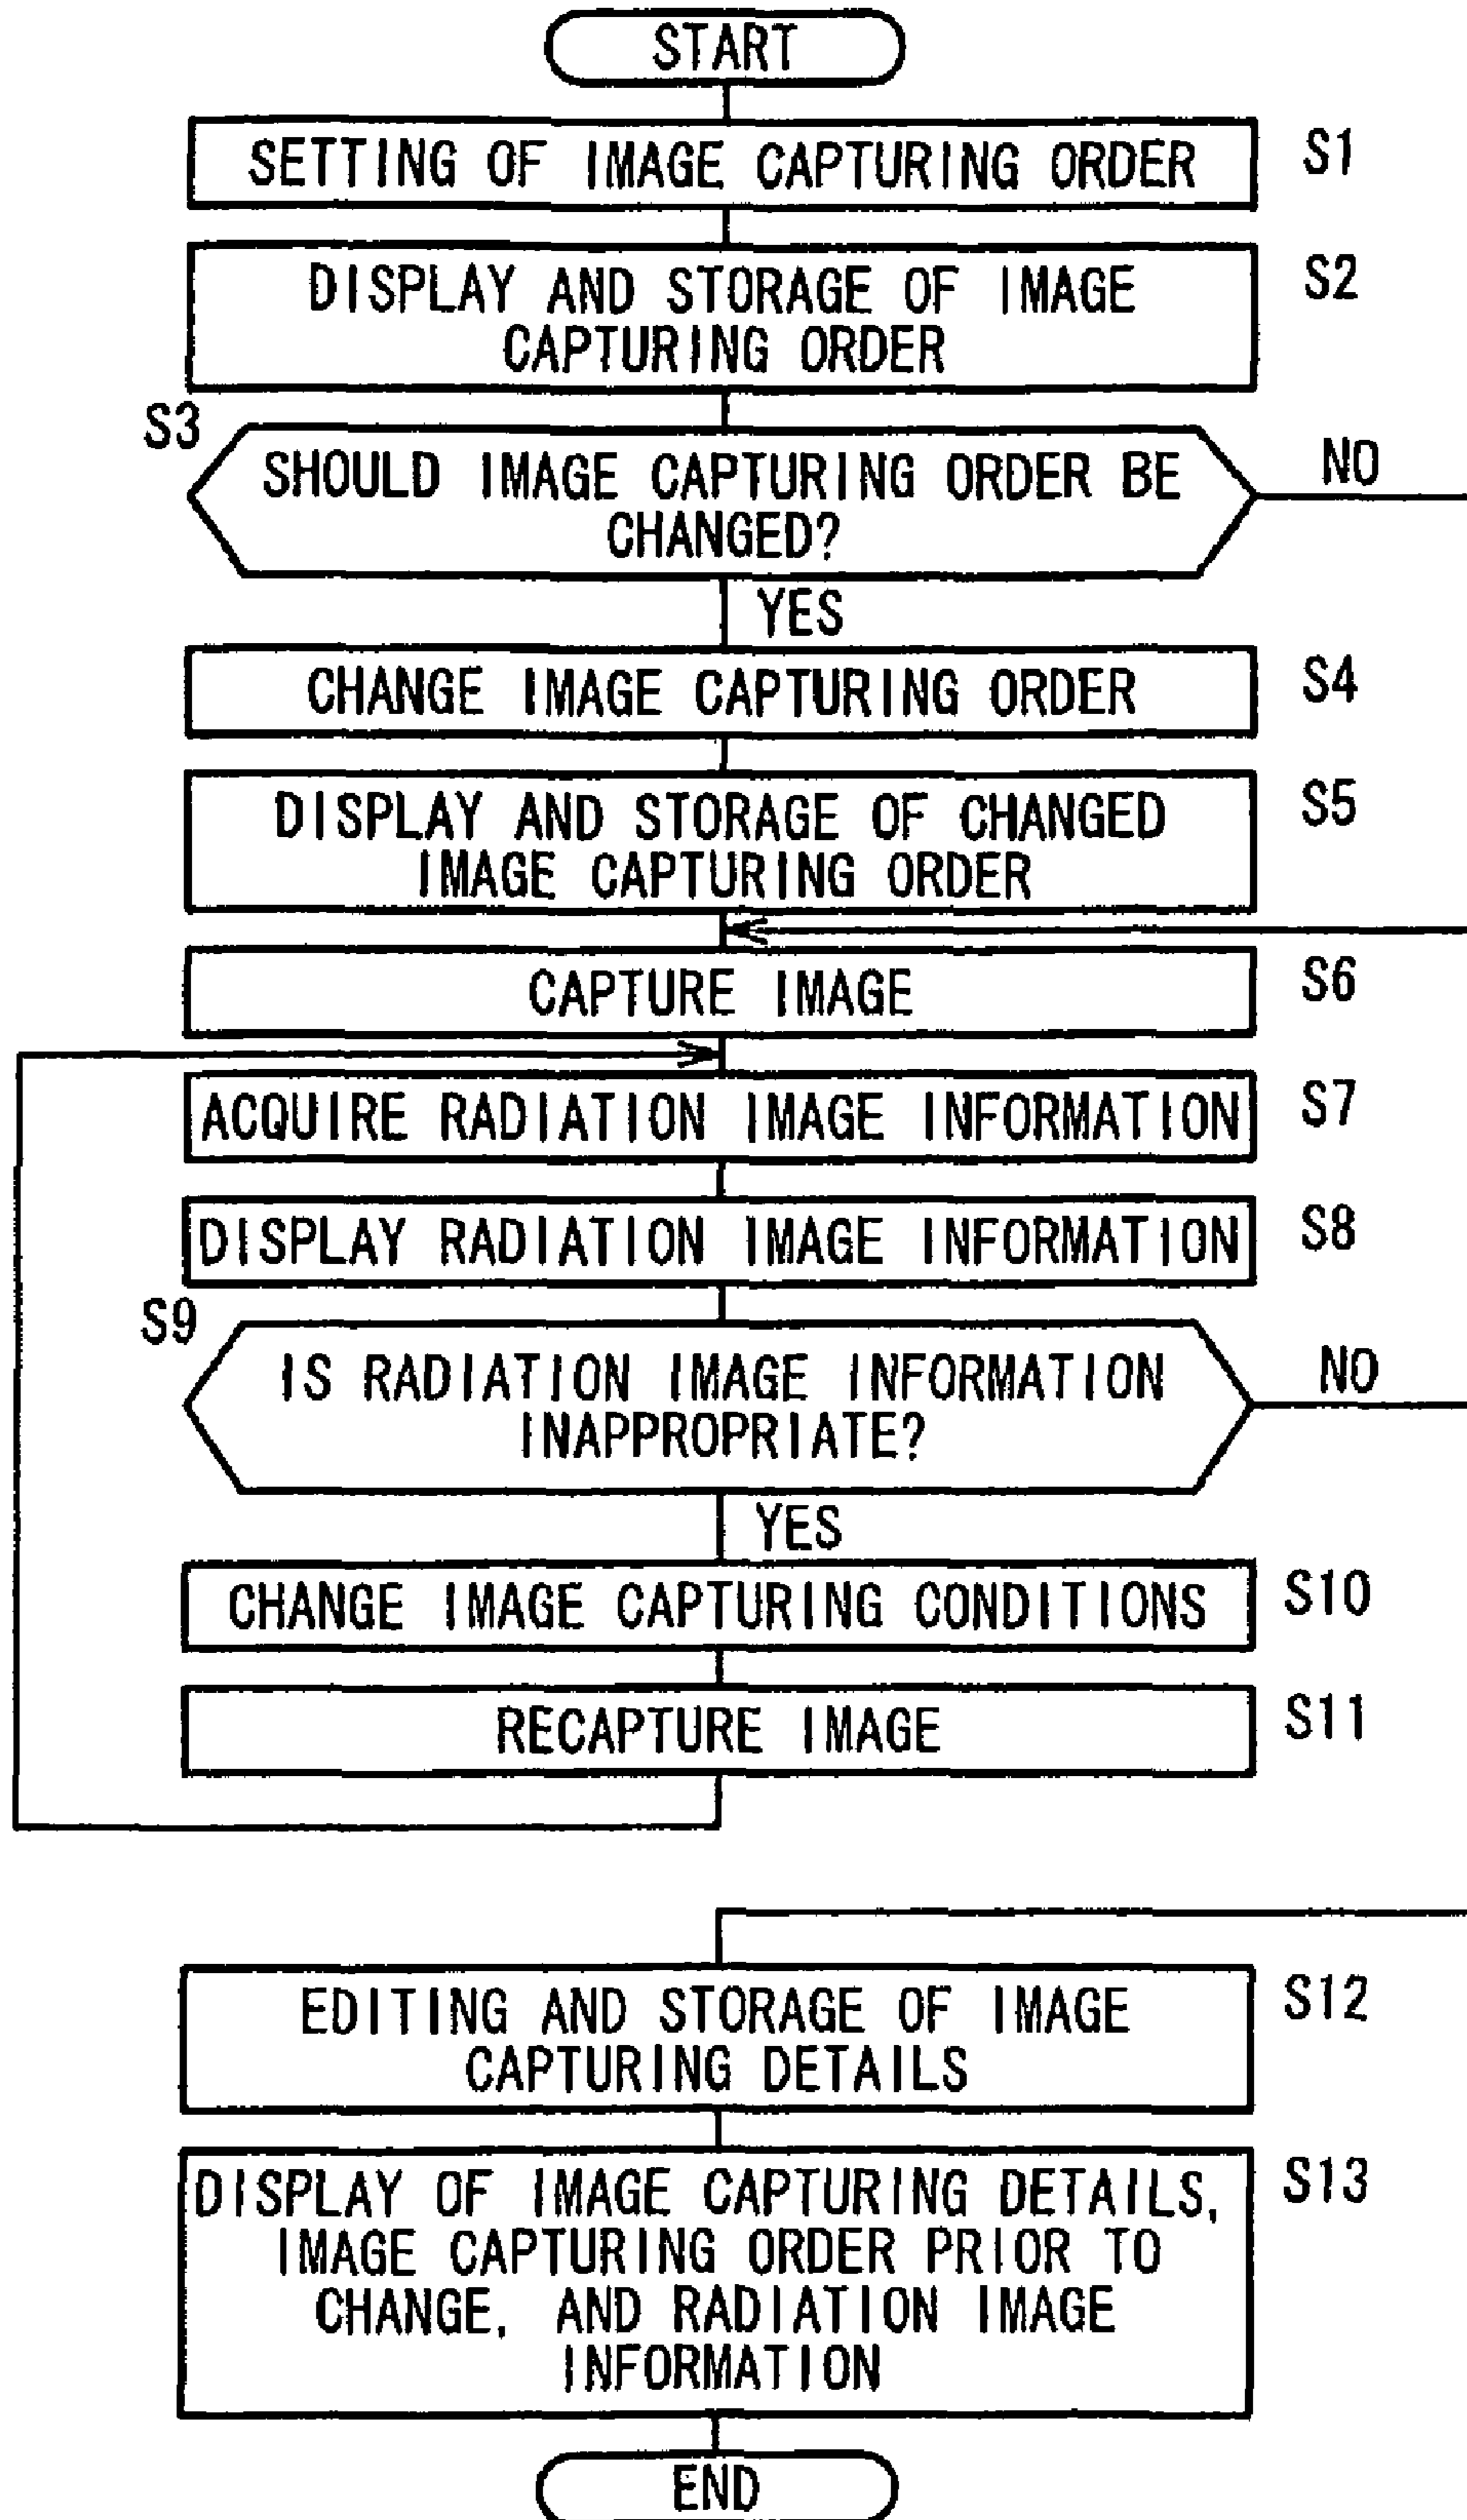 START
SETTING OF IMAGE CAPTURING ORDER
S1
DISPLAY AND STORAGE OF IMAGE
CAPTURING ORDER
S2
S3
SHOULD IMAGE CAPTURING ORDER BE
CHANGED?
NO
YES
CHANGE IMAGE CAPTURING ORDER
S4
DISPLAY AND STORAGE OF CHANGED
IMAGE CAPTURING ORDER
S5
CAPTURE IMAGE
S6
ACQUIRE RADIATION IMAGE INFORMATION
S7
DISPLAY RADIATION IMAGE INFORMATION
S8
S9
IS RADIATION IMAGE INFORMATION
INAPPROPRIATE?
NO
YES
CHANGE IMAGE CAPTURING CONDITIONS
S10
RECAPTURE IMAGE
S11
EDITING AND STORAGE OF IMAGE
CAPTURING DETAILS
S12
DISPLAY OF IMAGE CAPTURING DETAILS,
IMAGE CAPTURING ORDER PRIOR TO
CHANGE, AND RADIATION IMAGE
INFORMATION
S13
END